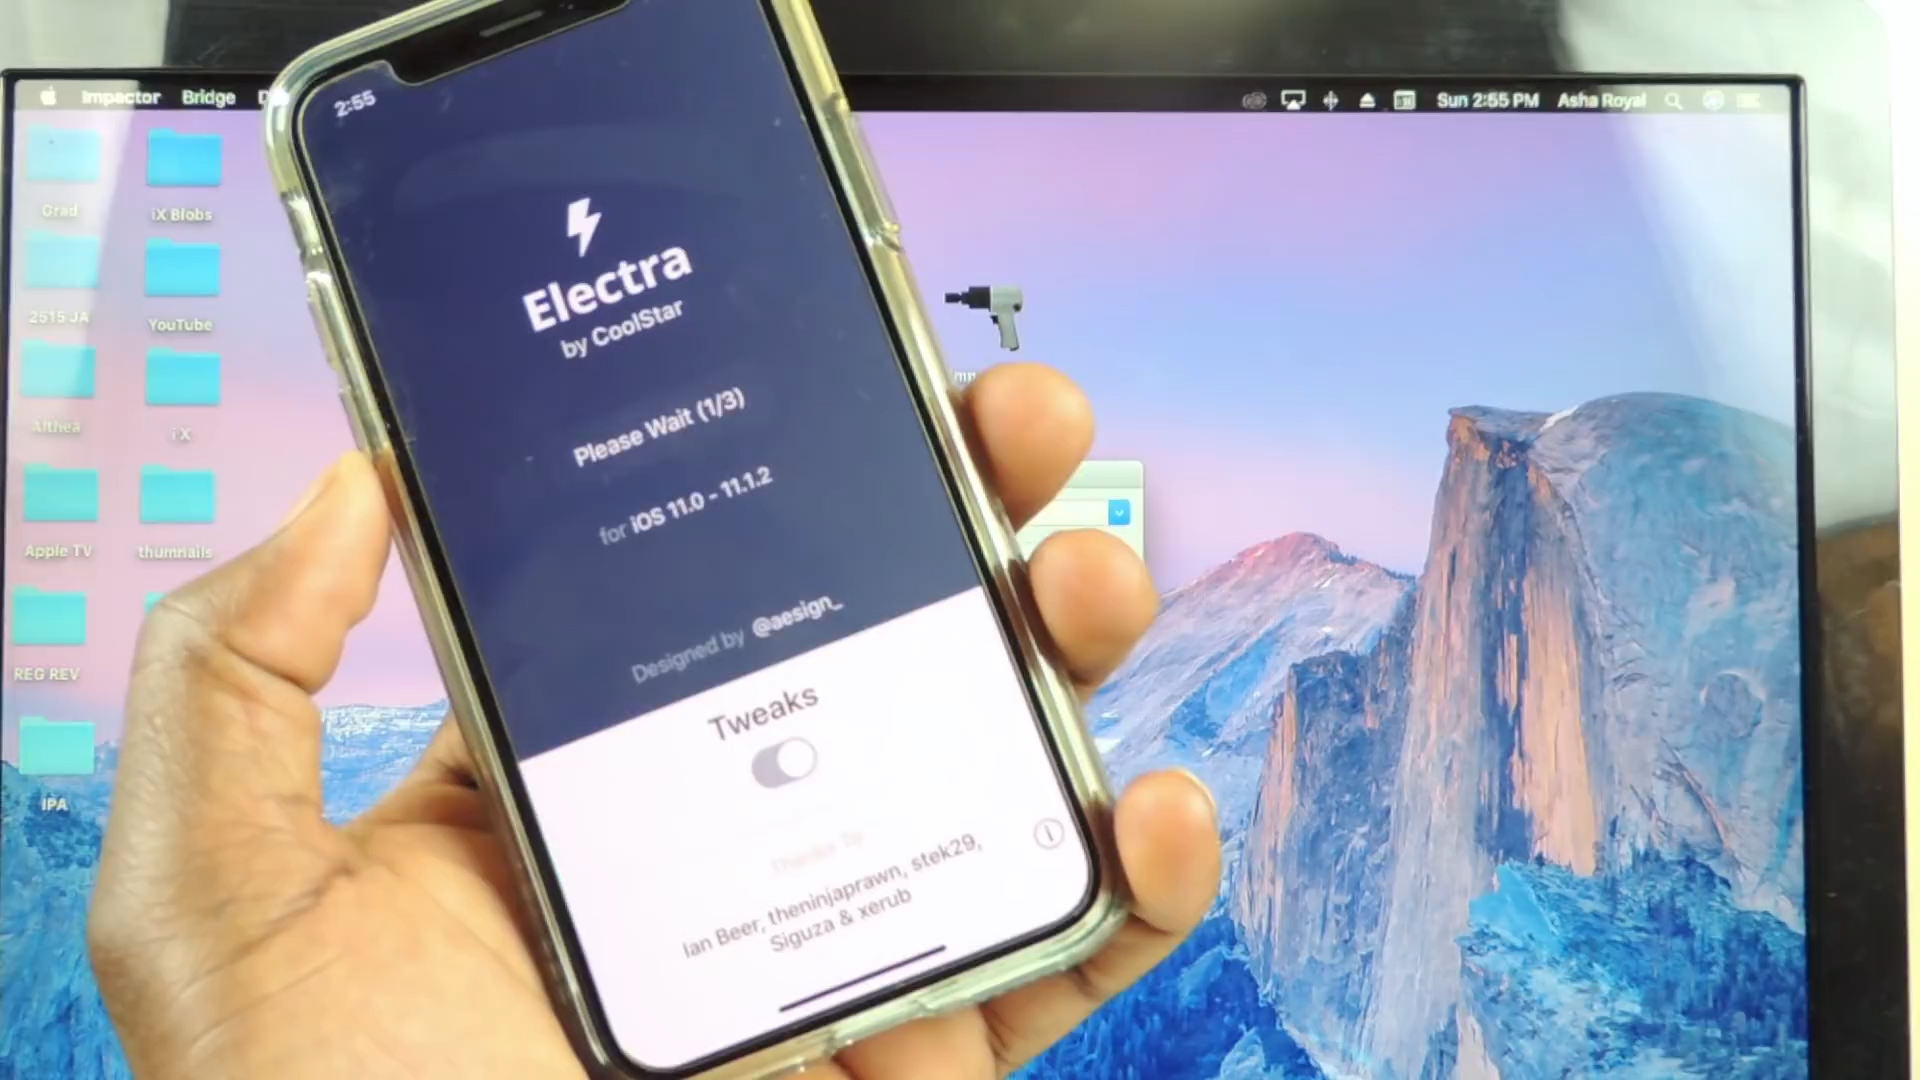 Impactor Bridge
Sun 2:55 PM Asha Royal
Grad
iX Blobs
2515 JA
YouTube
Althea
i X
Apple TV
thumnails
REG REV
IPA
2:55
Electra
by CoolStar
Please Wait (1/3)
for iOS 11.0 - 11.1.2
Designed by @aesign_
Tweaks
Thanks To
Ian Beer, theninjaprawn, stek29,
Siguza & xerub